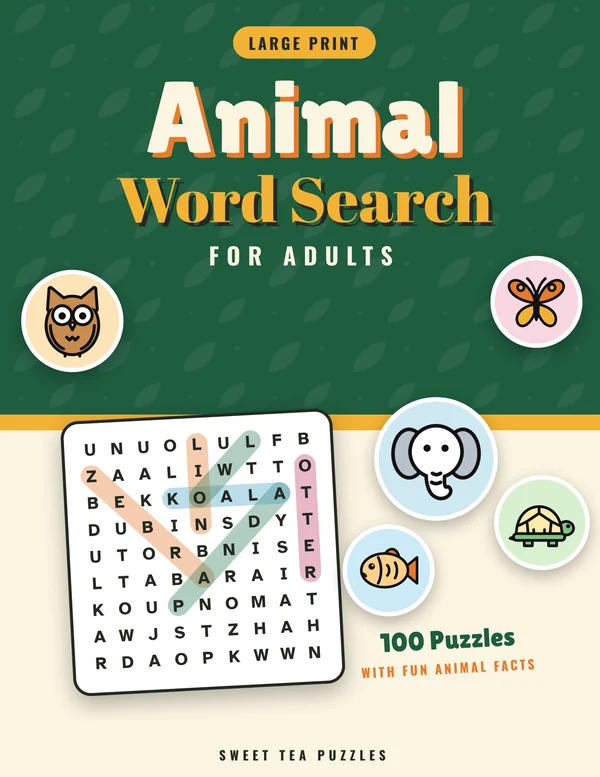 LARGE PRINT
Animal
Word Search
FOR ADULTS
U N U O L U L F B
Z A A L I W T T O
B E K K O A L A T
D U B I N S D Y T
U T O R B N I S E
L T A B A R A I R
K O U P N O M A T
A W J S T Z H A H
R D A O P K W W N
100 Puzzles
WITH FUN ANIMAL FACTS
SWEET TEA PUZZLES